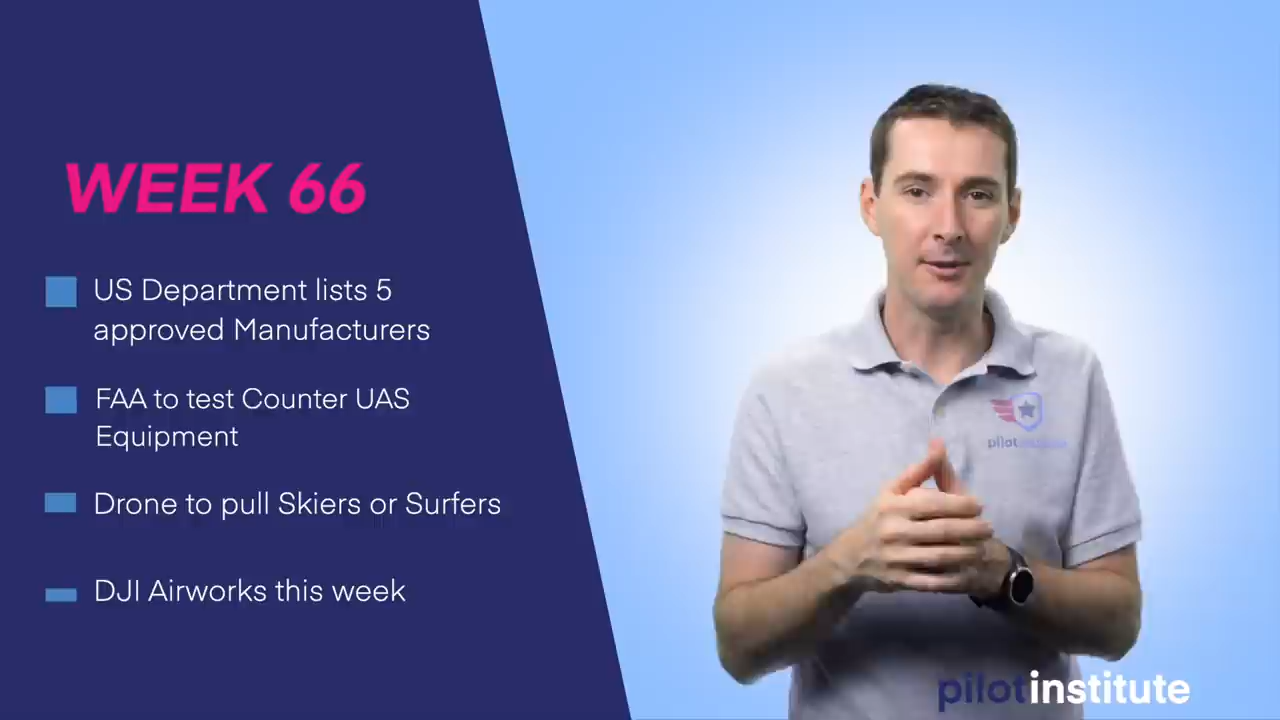 WEEK 66
US Department lists 5
approved Manufacturers
FAA to test Counter UAS
Equipment
Drone to pull Skiers or Surfers
DJI Airworks this week
pilotinstitute
pilotinstitute